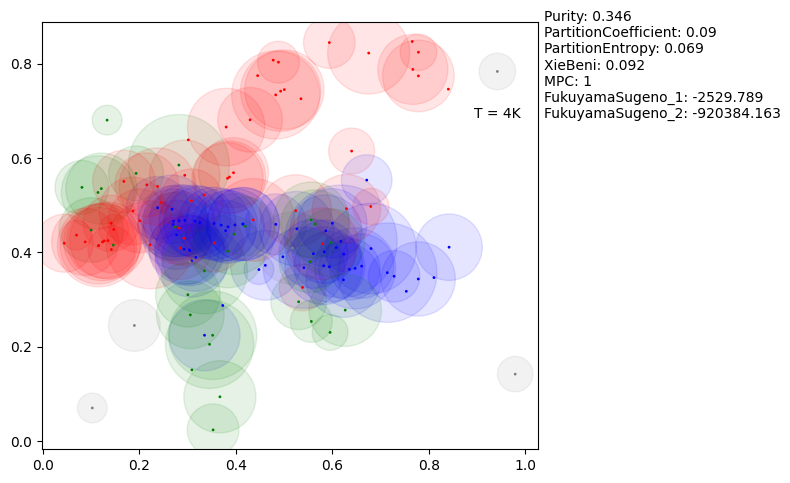 Purity: 0.346
PartitionCoefficient: 0.09
PartitionEntropy: 0.069
XieBeni: 0.092
MPC: 1
FukuyamaSugeno_1: -2529.789
FukuyamaSugeno_2: -920384.163
T = 4K
0.8
0.6
0.4
0.2
0.0
0.0 0.2 0.4 0.6 0.8 1.0